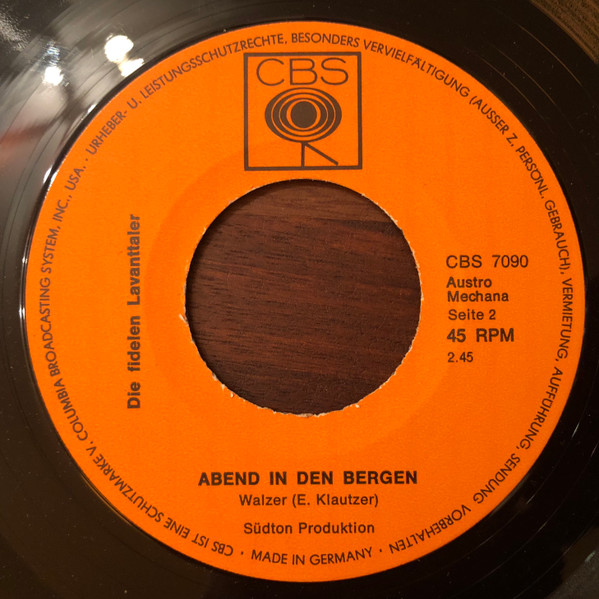 CBS
CBS IST EINE SCHUTZMARKE V. COLUMBIA BROADCASTING SYSTEM, INC., USA. · URHEBER- U. LEISTUNGSSCHUTZRECHTE, BESONDERS VERVIELFÄLTIGUNG (AUSSER Z. PERSÖNL. GEBRAUCH), VERMIETUNG, AUFFÜHRUNG, SENDUNG VORBEHALTEN · MADE IN GERMANY ·
Die fidelen Lavanttaler
CBS 7090
Austro
Mechana
Seite 2
45 RPM
2.45
ABEND IN DEN BERGEN
Walzer (E. Klautzer)
Südton Produktion